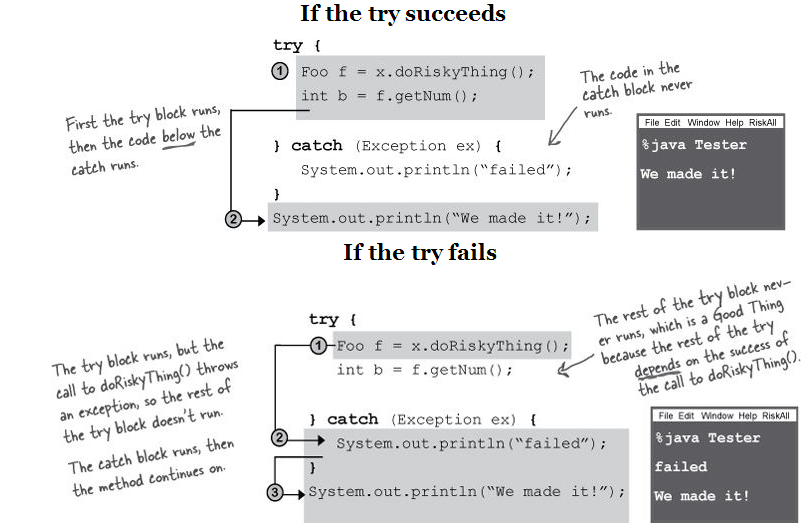 If the try succeeds
try {
1 Foo f = x.doRiskyThing();
int b = f.getNum();
First the try block runs,
then the code below the
catch runs.
The code in the
catch block never
runs.
} catch (Exception ex) {
System.out.println(“failed”);
}
2 System.out.println(“We made it!”);
File Edit Window Help RiskAll
%java Tester
We made it!
If the try fails
try {
1 Foo f = x.doRiskyThing();
int b = f.getNum();
The try block runs, but the
call to doRiskyThing() throws
an exception, so the rest of
the try block doesn't run.
The catch block runs, then
the method continues on.
The rest of the try block nev–
er runs, which is a Good Thing
because the rest of the try
depends on the success of
the call to doRiskyThing().
} catch (Exception ex) {
2 System.out.println(“failed”);
}
3 System.out.println(“We made it!”);
File Edit Window Help RiskAll
%java Tester
failed
We made it!